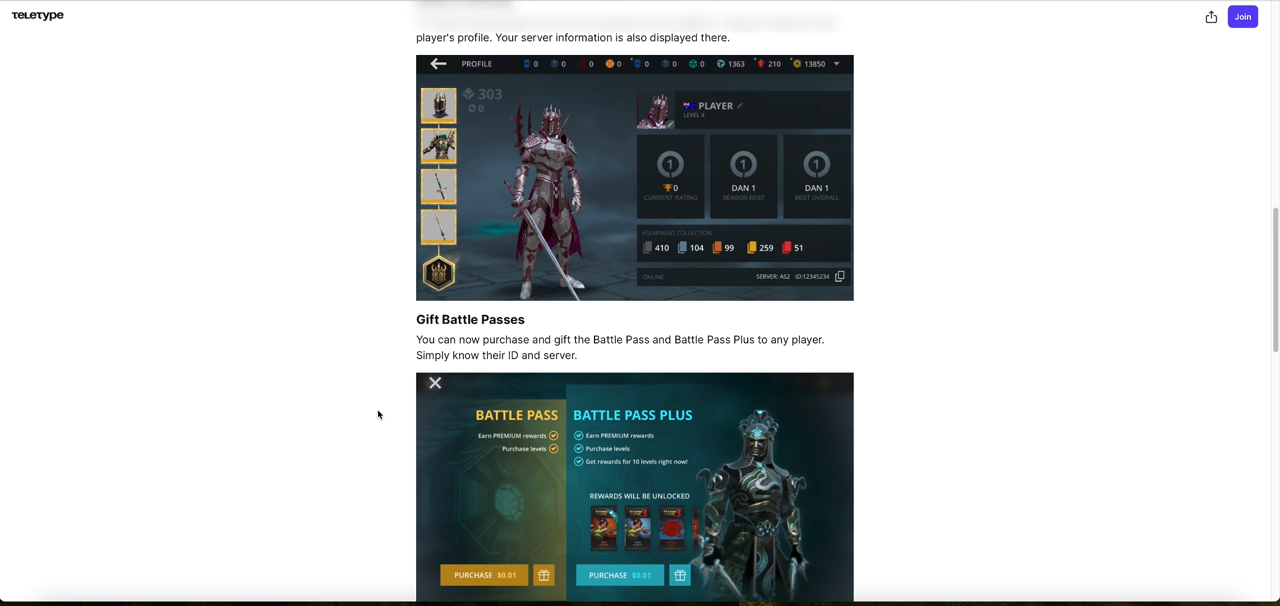 TELETYPE
Join
player's profile. Your server information is also displayed there.
PROFILE 0 0 0 0 0 0 0 1363 210 13850
303
0
PLAYER
LEVEL 4
1 1 1
0 DAN 1 DAN 1
CURRENT RATING SEASON BEST BEST OVERALL
EQUIPMENT COLLECTION
410 104 99 259 51
ONLINE SERVER: AS2 ID:12345234
Gift Battle Passes
You can now purchase and gift the Battle Pass and Battle Pass Plus to any player.
Simply know their ID and server.
BATTLE PASS BATTLE PASS PLUS
Earn PREMIUM rewards Earn PREMIUM rewards
Purchase levels Purchase levels
Get rewards for 10 levels right now!
REWARDS WILL BE UNLOCKED
PURCHASE $0.01 PURCHASE $0.01